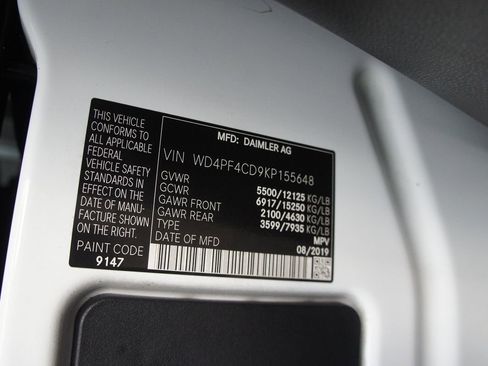 THIS VEHICLE
CONFORMS TO
ALL APPLICABLE
FEDERAL MOTOR
VEHICLE SAFETY
STANDARDS IN
EFFECT ON THE
DATE OF MANU-
FACTURE SHOWN
ON THE RIGHT.
PAINT CODE
9147
MFD: DAIMLER AG
VIN WD4PF4CD9KP155648
GVWR 5500/12125 KG/LB
GCWR 6917/15250 KG/LB
GAWR FRONT 2100/4630 KG/LB
GAWR REAR 3599/7935 KG/LB
TYPE MPV
DATE OF MFD 08/2019